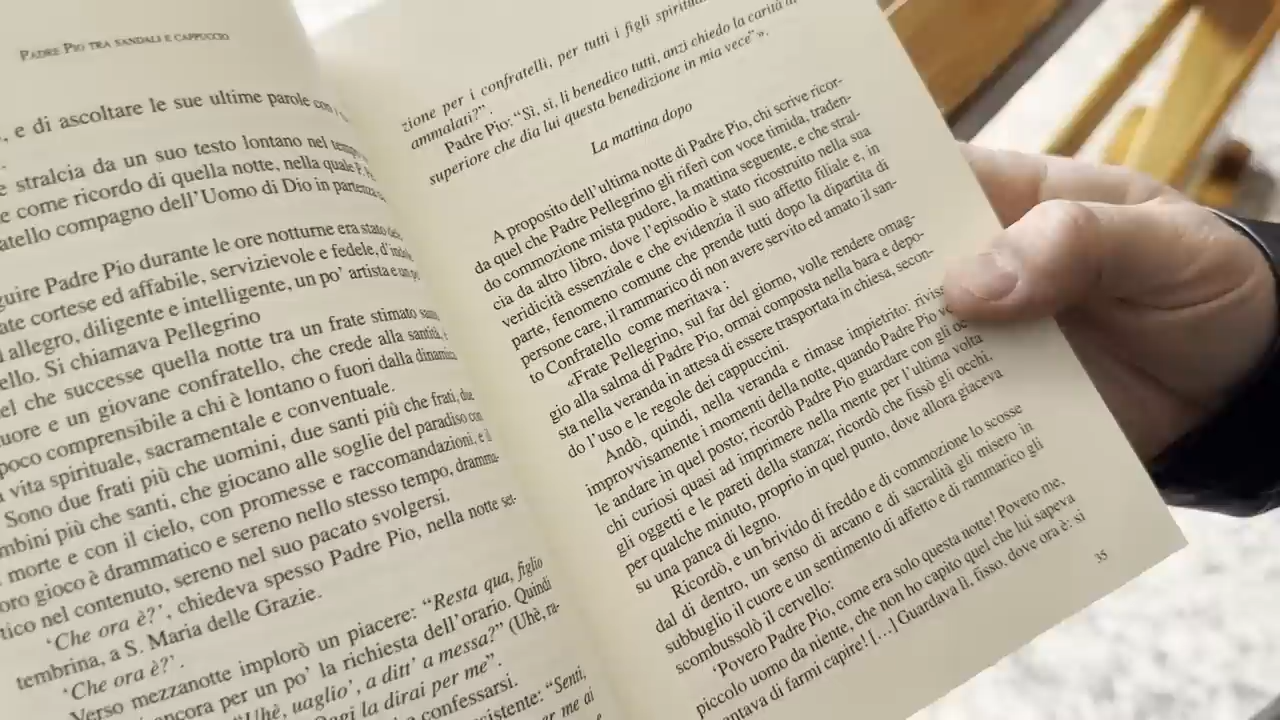 PADRE PIO TRA SANDALI E CAPPUCCIO
, e di ascoltare le sue ultime parole con
e stralcia da un suo testo lontano nel tempo
e come ricordo di quella notte, nella quale
atello compagno dell'Uomo di Dio in partenza
guire Padre Pio durante le ore notturne era stato
ate cortese ed affabile, servizievole e fedele,
allegro, diligente e intelligente, un po' artista e un
ello. Si chiamava Pellegrino
el che successe quella notte tra un frate stimato
uore e un giovane confratello, che crede alla santità,
poco comprensibile a chi è lontano o fuori dalla dinamica
vita spirituale, sacramentale e conventuale.
Sono due frati più che uomini, due santi più che frati, due
mbini più che santi, che giocano alle soglie del paradiso con
morte e con il cielo, con promesse e raccomandazioni, e il
oro gioco è drammatico e sereno nello stesso tempo, dramma-
tico nel contenuto, sereno nel suo pacato svolgersi.
'Che ora è?', chiedeva spesso Padre Pio, nella notte set-
tembrina, a S. Maria delle Grazie.
'Che ora è?'.
Verso mezzanotte implorò un piacere: "Resta qua, figlio
ancora per un po' la richiesta dell'orario. Quindi
"Uhè, uaglio', a ditt' a messa?" (Uhè, ra-
Oggi la dirai per me".
a confessarsi.
sistente: "Senti,
per me ai
zione per i confratelli, per tutti i figli spirituali
ammalati?".
Padre Pio: "Sì, sì, li benedico tutti, anzi chiedo la carità al
superiore che dia lui questa benedizione in mia vece"».
La mattina dopo
A proposito dell'ultima notte di Padre Pio, chi scrive ricor-
da quel che Padre Pellegrino gli riferì con voce timida, traden-
do commozione mista pudore, la mattina seguente, e che stral-
cia da altro libro, dove l'episodio è stato ricostruito nella sua
veridicità essenziale e che evidenzia il suo affetto filiale e, in
parte, fenomeno comune che prende tutti dopo la dipartita di
persone care, il rammarico di non avere servito ed amato il san-
to Confratello come meritava :
«Frate Pellegrino, sul far del giorno, volle rendere omag-
gio alla salma di Padre Pio, ormai composta nella bara e depo-
sta nella veranda in attesa di essere trasportata in chiesa, secon-
do l'uso e le regole dei cappuccini.
Andò, quindi, nella veranda e rimase impietrito: rivisse
improvvisamente i momenti della notte, quando Padre Pio
le andare in quel posto; ricordò Padre Pio guardare con gli oc-
chi curiosi quasi ad imprimere nella mente per l'ultima volta
gli oggetti e le pareti della stanza; ricordò che fissò gli occhi,
per qualche minuto, proprio in quel punto, dove allora giaceva
su una panca di legno.
Ricordò, e un brivido di freddo e di commozione lo scosse
dal di dentro, un senso di arcano e di sacralità gli misero in
subbuglio il cuore e un sentimento di affetto e di rammarico gli
scombussolò il cervello:
'Povero Padre Pio, come era solo questa notte! Povero me,
piccolo uomo da niente, che non ho capito quel che lui sapeva
antava di farmi capire! […] Guardava lì, fisso, dove ora è: si
35